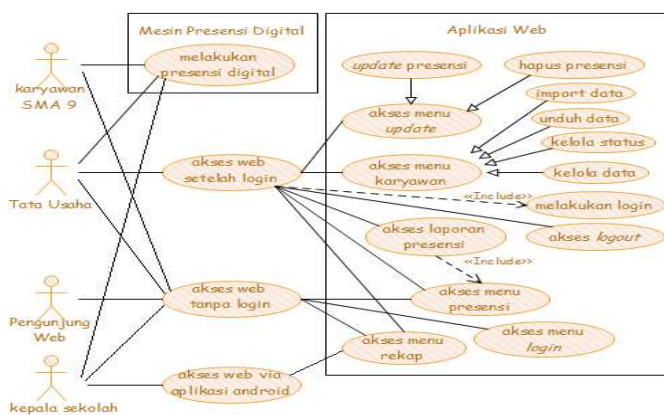 Mesin Presensi Digital
Aplikasi Web
melakukan
presensi digital
update presensi
hapus presensi
import data
unduh data
kelola status
kelola data
karyawan
SMA 9
akses menu
update
akses web
setelah login
akses menu
karyawan
Tata Usaha
<<Include>>
melakukan login
akses logout
akses laporan
presensi
<<Include>>
akses web
tanpa login
akses menu
presensi
Pengunjung
Web
akses menu
rekap
akses menu
login
akses web via
aplikasi android
kepala sekolah